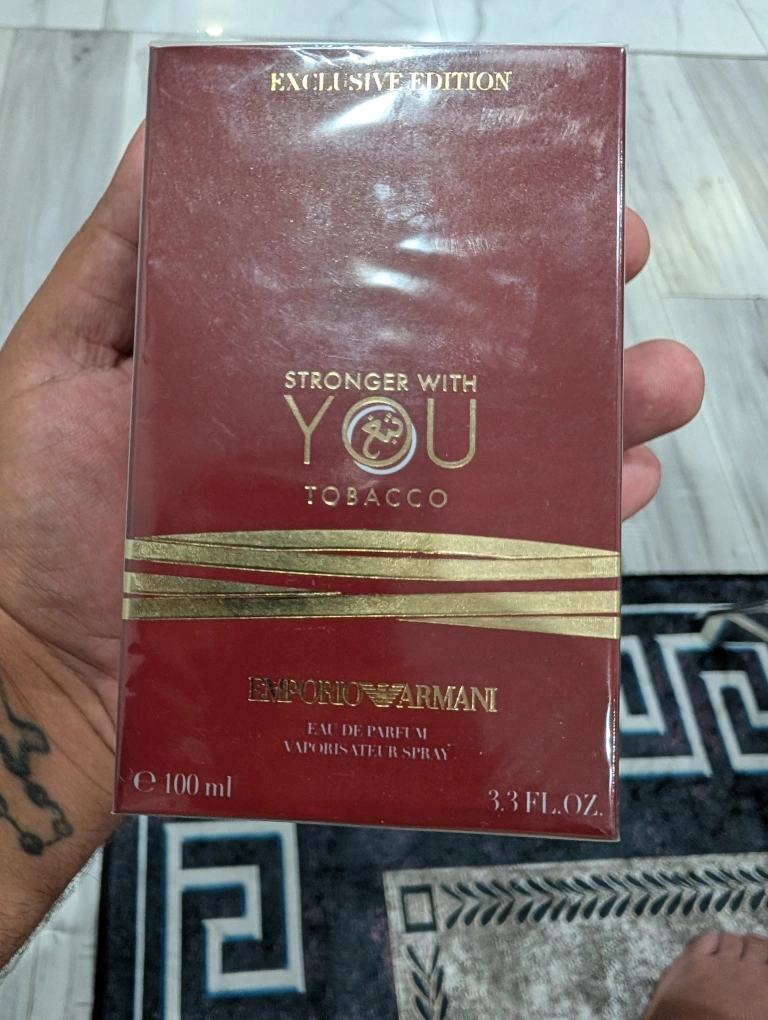 EXCLUSIVE EDITION
STRONGER WITH
YOU
TOBACCO
EMPORIO ARMANI
EAU DE PARFUM
VAPORISATEUR SPRAY
℮ 100 ml
3.3 FL.OZ.